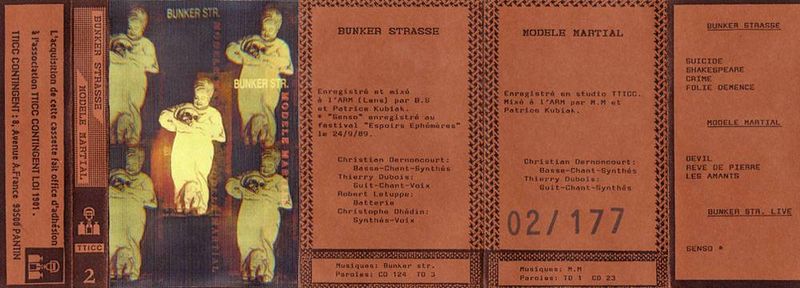 L'acquisition de cette cassette fait office d'adhésion
à l'association TTICC CONTINGENT LOI 1901.
TTICC CONTINGENT : 8, Avenue A.France 93500 PANTIN
BUNKER STRASSE
MODELE MARTIAL
TTICC
2
BUNKER STR.
BUNKER STR.
MODELE MAR
MARTIAL
BUNKER STRASSE
Enregistré et mixé
à l'ARM (Lens) par B.S
et Patrice Kubiak.
* "Senso" enregistré au
festival "Espoirs Ephémères"
le 24/9/89.
Christian Dernoncourt:
Basse-Chant-Synthés
Thierry Dubois:
Guit-Chant-Voix
Robert Letuppe:
Batterie
Christophe Dhédin:
Synthés-Voix
Musiques: Bunker str.
Paroles: CD 124 TD 3
MODELE MARTIAL
Enregistré en studio TTICC.
Mixé à l'ARM par M.M et
Patrice Kubiak.
Christian Dernoncourt:
Basse-Chant-Synthés
Thierry Dubois:
Guit-Chant-Synthés
02/177
Musiques: M.M
Paroles: TD 1 CD 23
BUNKER STRASSE
SUICIDE
SHAKESPEARE
CRIME
FOLIE DEMENCE
MODELE MARTIAL
DEVIL
REVE DE PIERRE
LES AMANTS
BUNKER STR. LIVE
SENSO *